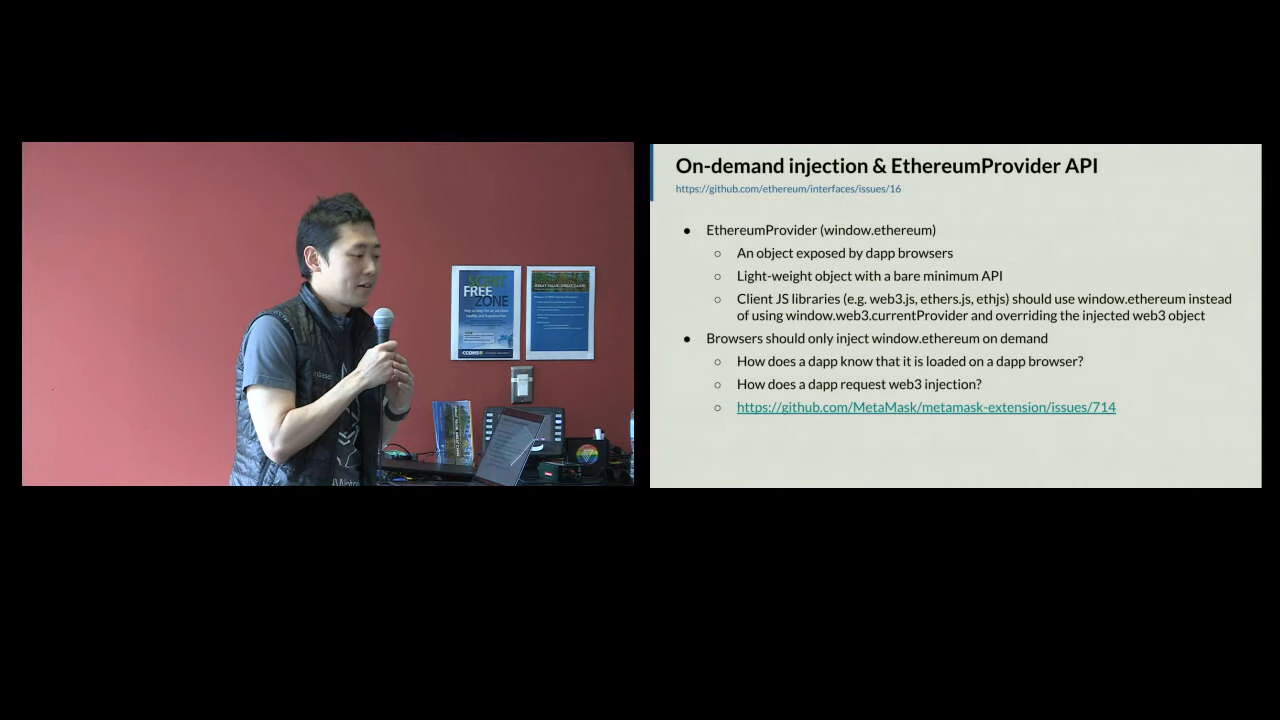 FREE
ZONE
On-demand injection & EthereumProvider API
https://github.com/ethereum/interfaces/issues/16
● EthereumProvider (window.ethereum)
○ An object exposed by dapp browsers
○ Light-weight object with a bare minimum API
○ Client JS libraries (e.g. web3.js, ethers.js, ethjs) should use window.ethereum instead
of using window.web3.currentProvider and overriding the injected web3 object
● Browsers should only inject window.ethereum on demand
○ How does a dapp know that it is loaded on a dapp browser?
○ How does a dapp request web3 injection?
○ https://github.com/MetaMask/metamask-extension/issues/714